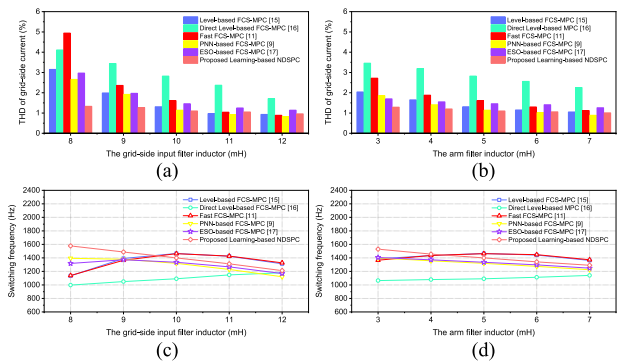 (a)
THD of grid-side current (%)
6
5
4
3
2
1
0
Level-based FCS-MPC [15]
Direct Level-based MPC [16]
Fast FCS-MPC [11]
PNN-based FCS-MPC [9]
ESO-based FCS-MPC [17]
Proposed Learning-based NDSPC
8 9 10 11 12
The grid-side input filter inductor (mH)
(b)
THD of grid-side current (%)
6
5
4
3
2
1
0
Level-based FCS-MPC [15]
Direct Level-based MPC [16]
Fast FCS-MPC [11]
PNN-based FCS-MPC [9]
ESO-based FCS-MPC [17]
Proposed Learning-based NDSPC
3 4 5 6 7
The arm filter inductor (mH)
Switching frequency (Hz)
2400
2200
2000
1800
1600
1400
1200
1000
800
600
Level-based FCS-MPC [15]
Direct Level-based MPC [16]
Fast FCS-MPC [11]
PNN-based FCS-MPC [9]
ESO-based FCS-MPC [17]
Proposed Learning-based NDSPC
8 9 10 11 12
The grid-side input filter inductor (mH)
(c)
Switching frequency (Hz)
2400
2200
2000
1800
1600
1400
1200
1000
800
600
Level-based FCS-MPC [15]
Direct Level-based MPC [16]
Fast FCS-MPC [11]
PNN-based FCS-MPC [9]
ESO-based FCS-MPC [17]
Proposed Learning-based NDSPC
3 4 5 6 7
The arm filter inductor (mH)
(d)